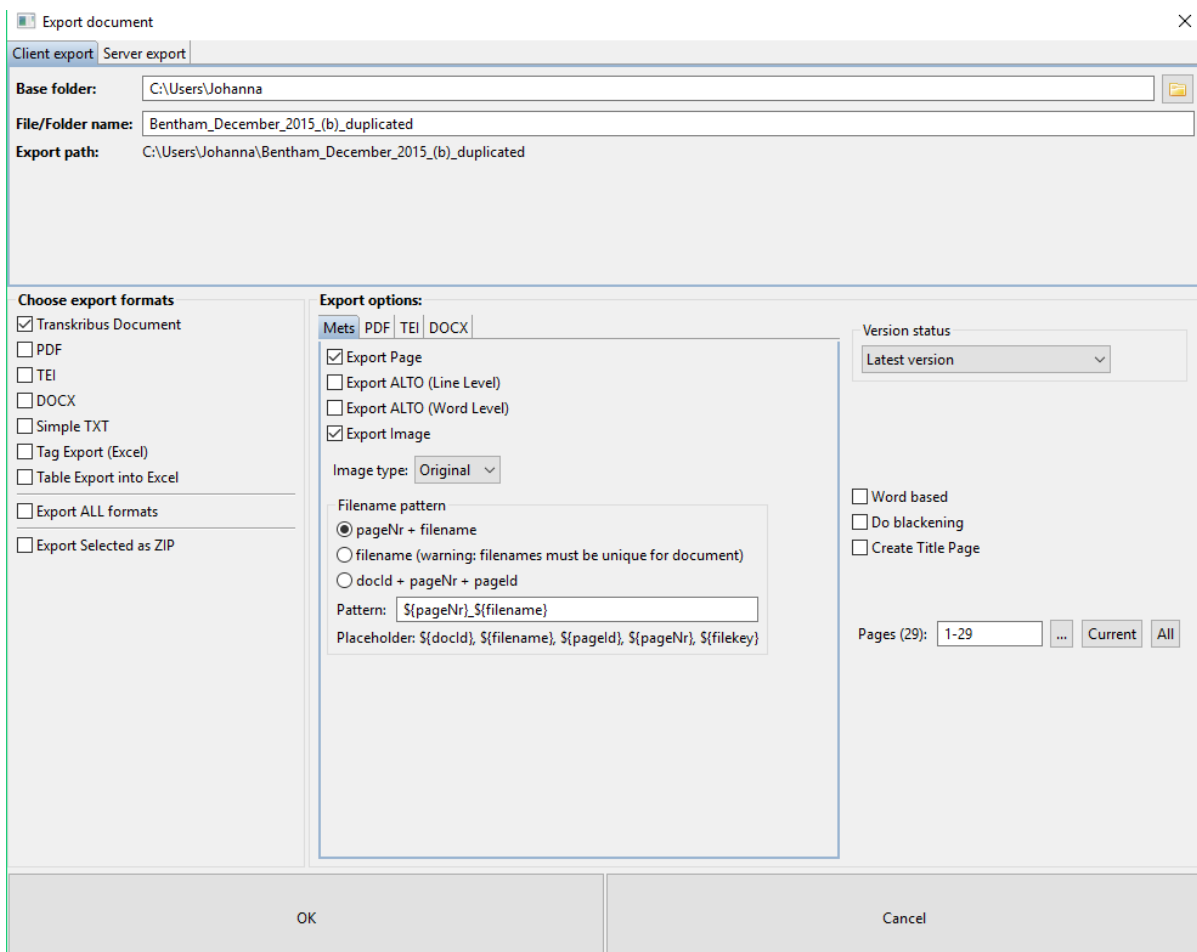 Export document
Client export Server export
Base folder: C:\Users\Johanna
File/Folder name: Bentham_December_2015_(b)_duplicated
Export path: C:\Users\Johanna\Bentham_December_2015_(b)_duplicated
Choose export formats
Transkribus Document
PDF
TEI
DOCX
Simple TXT
Tag Export (Excel)
Table Export into Excel
Export ALL formats
Export Selected as ZIP
Export options:
Mets PDF TEI DOCX
Export Page
Export ALTO (Line Level)
Export ALTO (Word Level)
Export Image
Image type: Original
Filename pattern
pageNr + filename
filename (warning: filenames must be unique for document)
docId + pageNr + pageId
Pattern: ${pageNr}_${filename}
Placeholder: ${docId}, ${filename}, ${pageId}, ${pageNr}, ${filekey}
Version status
Latest version
Word based
Do blackening
Create Title Page
Pages (29): 1-29 ... Current All
OK Cancel